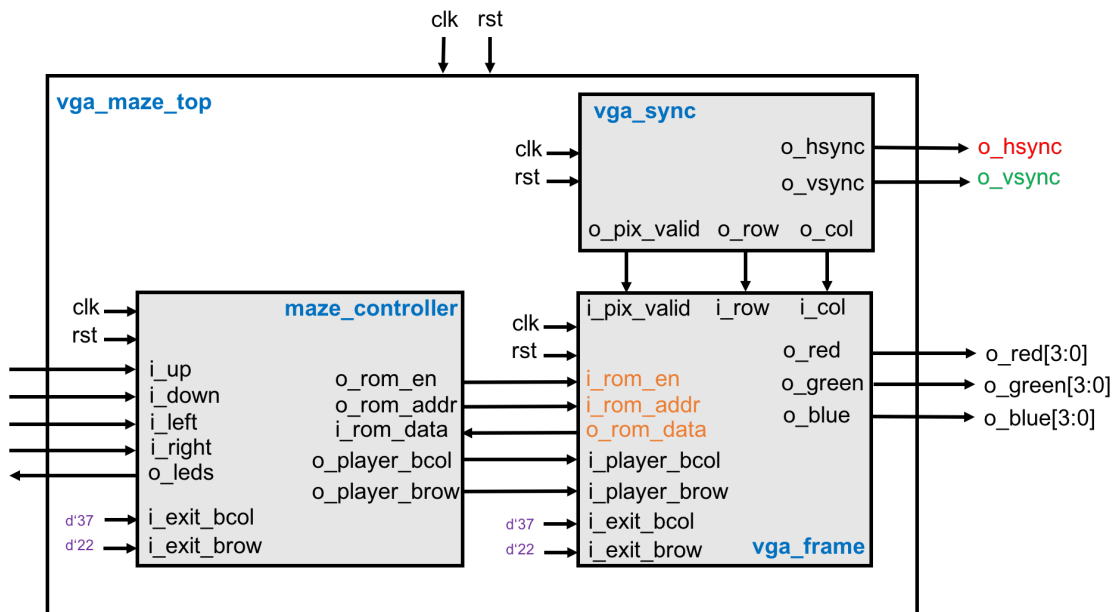 clk rst
vga_maze_top
vga_sync
clk
rst
o_hsync
o_vsync
o_hsync
o_vsync
o_pix_valid o_row o_col
clk
rst
maze_controller
i_up
i_down
i_left
i_right
o_leds
d'37 i_exit_bcol
d'22 i_exit_brow
o_rom_en
o_rom_addr
i_rom_data
o_player_bcol
o_player_brow
i_pix_valid i_row i_col
clk
rst
i_rom_en
i_rom_addr
o_rom_data
i_player_bcol
i_player_brow
d'37 i_exit_bcol
d'22 i_exit_brow
vga_frame
o_red
o_green
o_blue
o_red[3:0]
o_green[3:0]
o_blue[3:0]